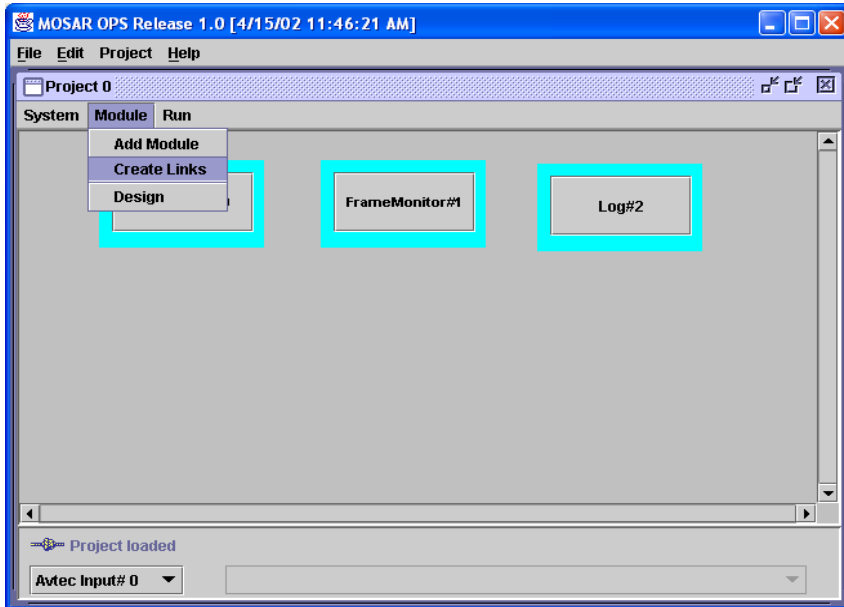 MOSAR OPS Release 1.0 [4/15/02 11:46:21 AM]
File Edit Project Help
Project 0
System Module Run
Add Module
Create Links
Design
FrameMonitor#1
Log#2
Project loaded
Avtec Input# 0